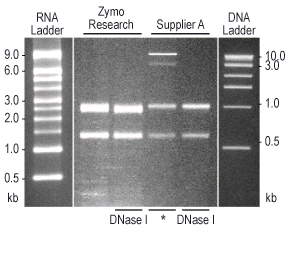 RNA Ladder
Zymo Research
Supplier A
DNA Ladder
9.0
6.0
3.0
2.0
1.0
0.5
kb
10.0
3.0
1.0
0.5
kb
DNase I
*
DNase I